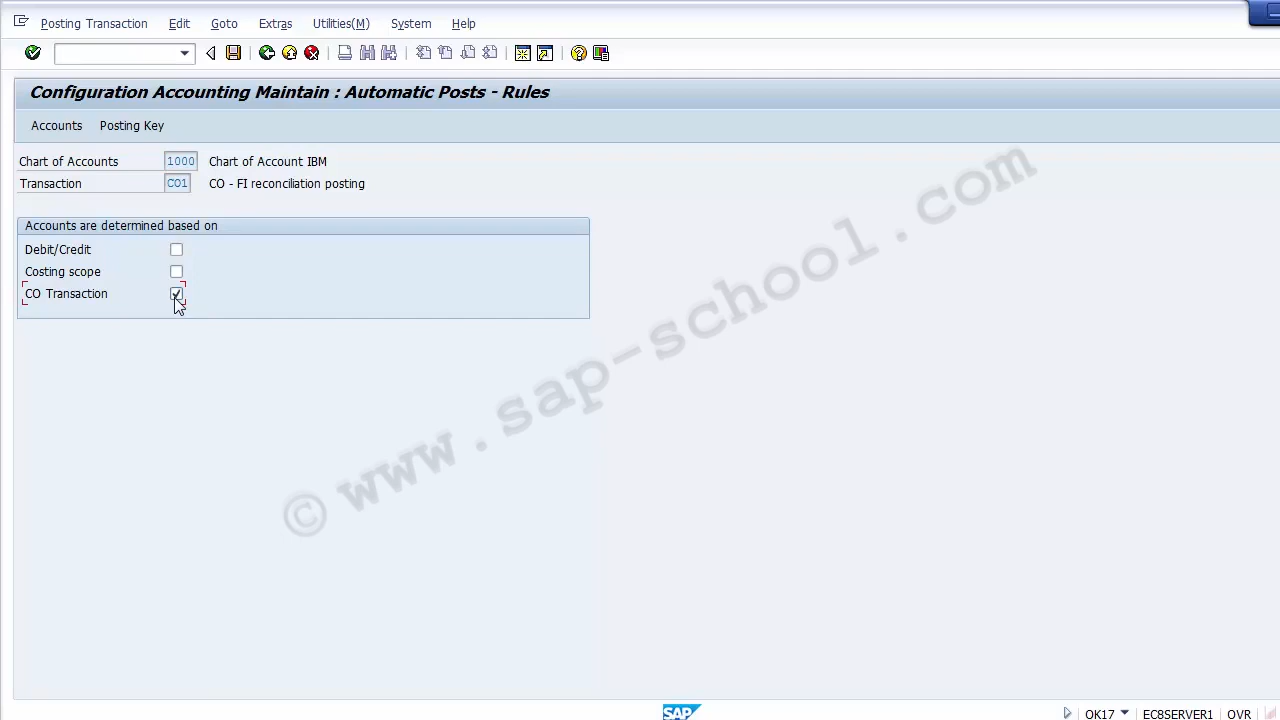 Posting Transaction Edit Goto Extras Utilities(M) System Help
Configuration Accounting Maintain : Automatic Posts - Rules
Accounts Posting Key
Chart of Accounts 1000 Chart of Account IBM
Transaction CO1 CO - FI reconciliation posting
Accounts are determined based on
Debit/Credit
Costing scope
CO Transaction
© www.sap-school.com
SAP OK17 EC8SERVER1 OVR